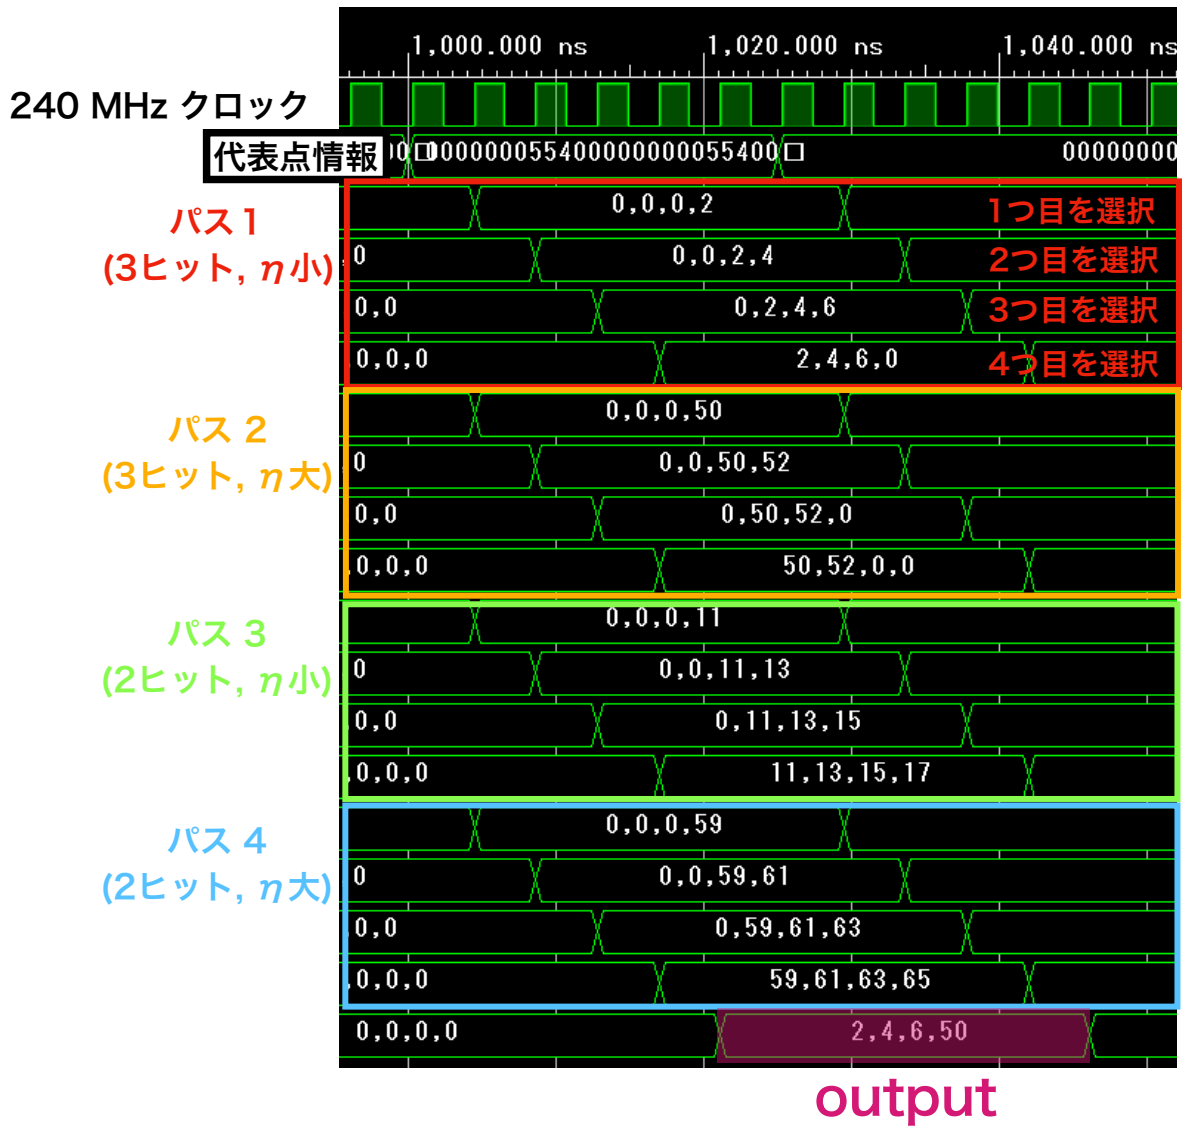 1,000.000 ns 1,020.000 ns 1,040.000 ns
240 MHz クロック
代表点情報 0000000055400000000055400 00000000
パス1
(3ヒット, η小)
0,0,0,2 1つ目を選択
0 0,0,2,4 2つ目を選択
0,0 0,2,4,6 3つ目を選択
0,0,0 2,4,6,0 4つ目を選択
パス 2
(3ヒット, η大)
0,0,0,50
0 0,0,50,52
0,0 0,50,52,0
0,0,0 50,52,0,0
パス 3
(2ヒット, η小)
0,0,0,11
0 0,0,11,13
0,0 0,11,13,15
0,0,0 11,13,15,17
パス 4
(2ヒット, η大)
0,0,0,59
0 0,0,59,61
0,0 0,59,61,63
0,0,0 59,61,63,65
0,0,0,0 2,4,6,50
output